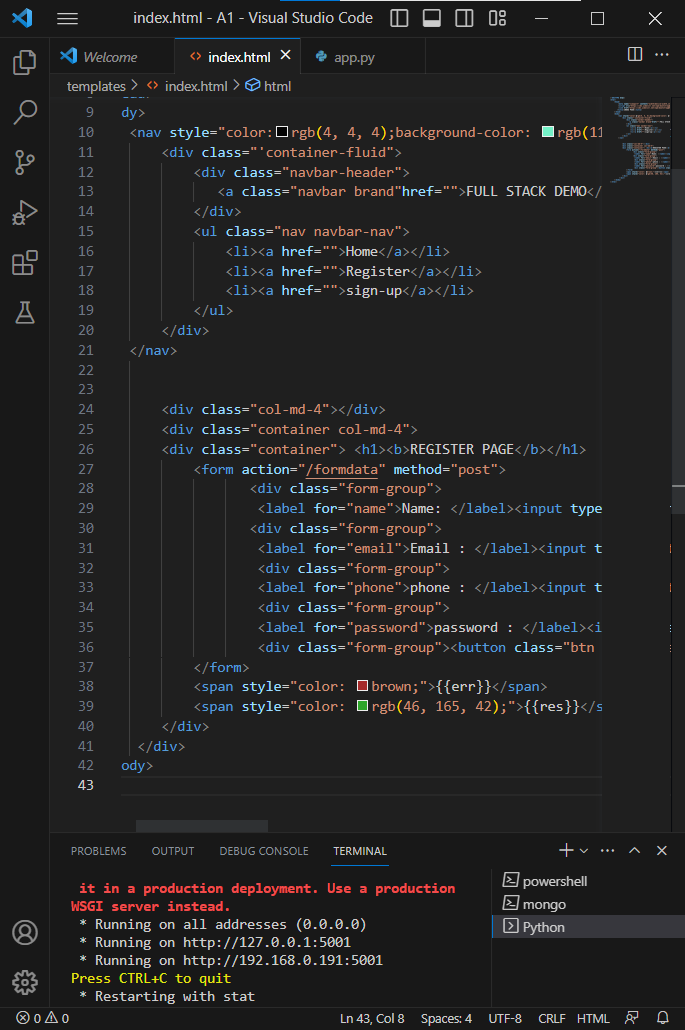 index.html - A1 - Visual Studio Code
Welcome
index.html
app.py
templates > index.html > html
9 dy>
10 <nav style="color: rgb(4, 4, 4);background-color: rgb(11
11 <div class="'container-fluid">
12 <div class="navbar-header">
13 <a class="navbar brand"href="">FULL STACK DEMO</
14 </div>
15 <ul class="nav navbar-nav">
16 <li><a href="">Home</a></li>
17 <li><a href="">Register</a></li>
18 <li><a href="">sign-up</a></li>
19 </ul>
20 </div>
21 </nav>
22
23
24 <div class="col-md-4"></div>
25 <div class="container col-md-4">
26 <div class="container"> <h1><b>REGISTER PAGE</b></h1>
27 <form action="/formdata" method="post">
28 <div class="form-group">
29 <label for="name">Name: </label><input type
30 <div class="form-group">
31 <label for="email">Email : </label><input t
32 <div class="form-group">
33 <label for="phone">phone : </label><input t
34 <div class="form-group">
35 <label for="password">password : </label><i
36 <div class="form-group"><button class="btn
37 </form>
38 <span style="color: brown;">{{err}}</span>
39 <span style="color: rgb(46, 165, 42);">{{res}}</s
40 </div>
41 </div>
42 ody>
43
PROBLEMS OUTPUT DEBUG CONSOLE TERMINAL
it in a production deployment. Use a production
WSGI server instead.
* Running on all addresses (0.0.0.0)
* Running on http://127.0.0.1:5001
* Running on http://192.168.0.191:5001
Press CTRL+C to quit
* Restarting with stat
powershell
mongo
Python
0 0 Ln 43, Col 8 Spaces: 4 UTF-8 CRLF HTML